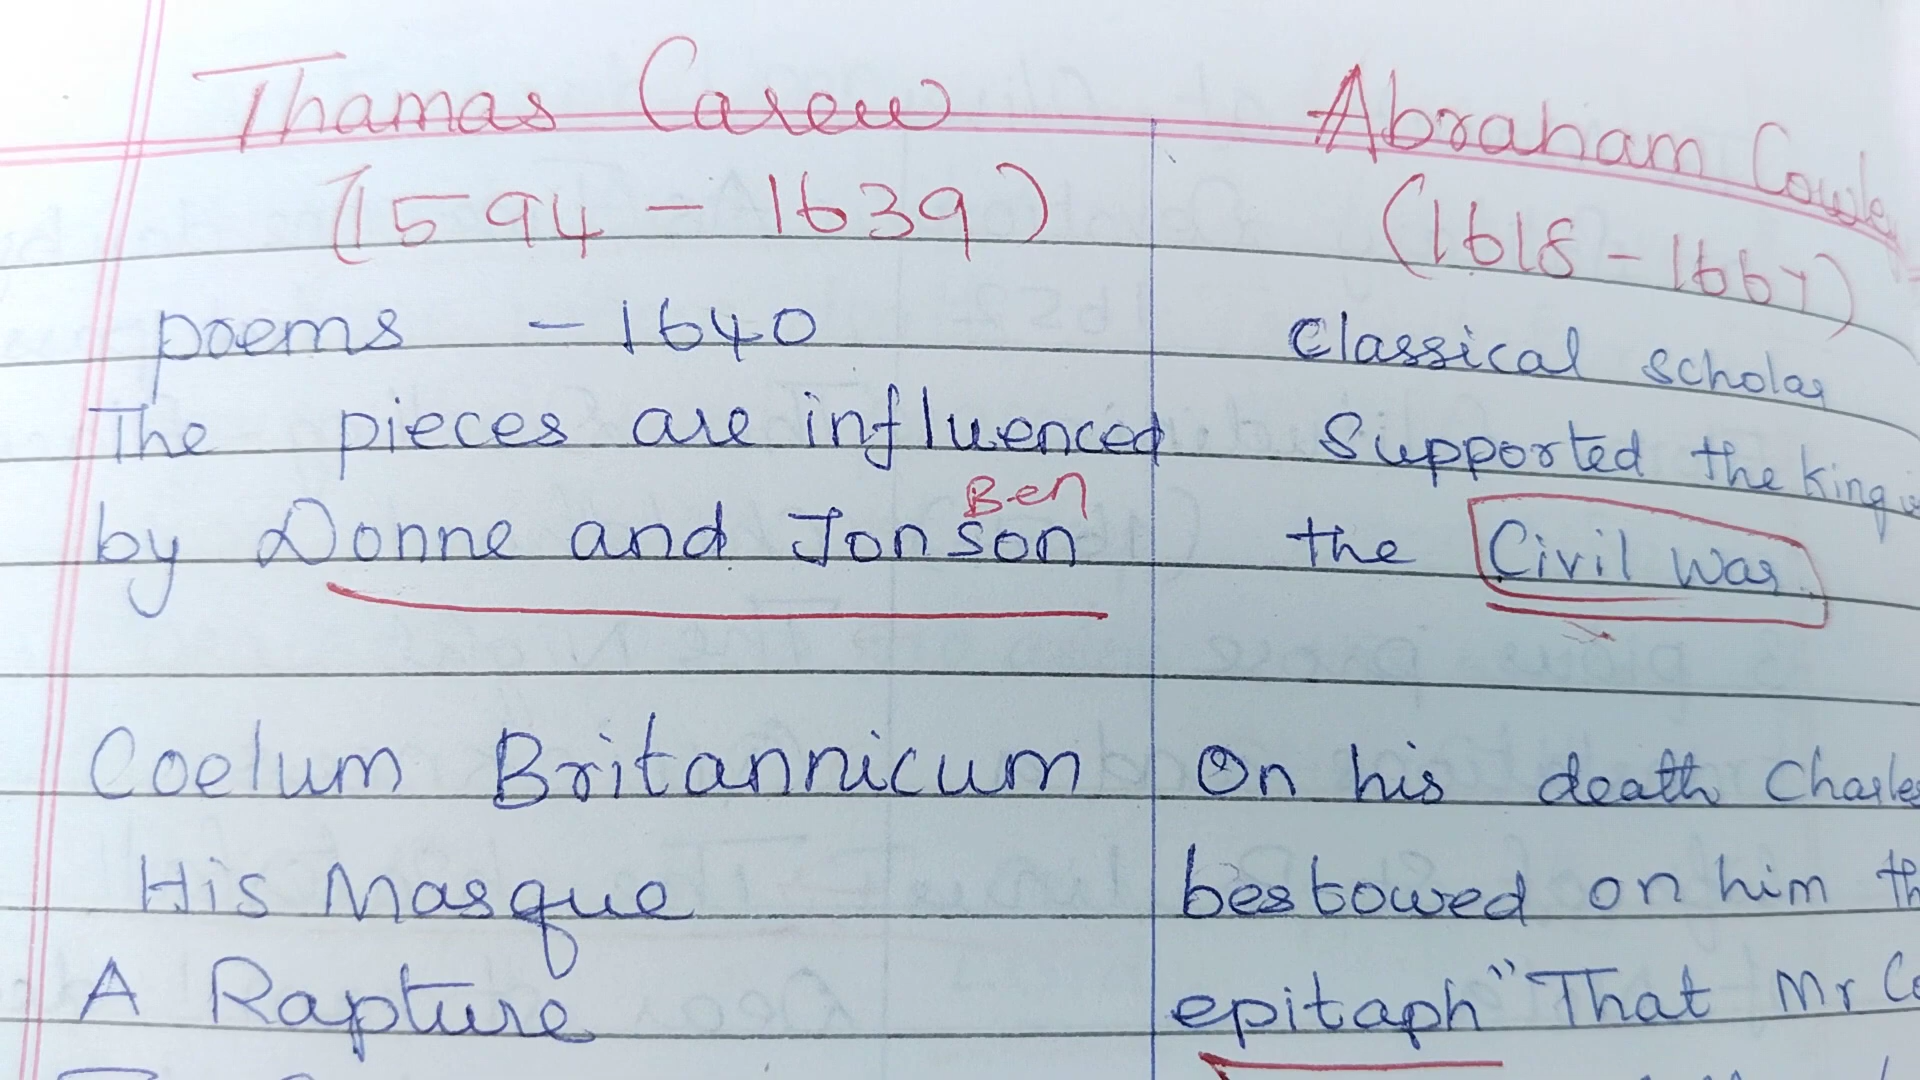 Thamas Carew
(1594 - 1639)
poems - 1640
The pieces are influenced
by Donne and Ben Jonson
Coelum Britannicum
His Masque
A Rapture
Abraham Cowle
(1618 - 1667)
Classical scholar
Supported the King
the Civil War
On his death Charles
bestowed on him th
epitaph "That Mr Co